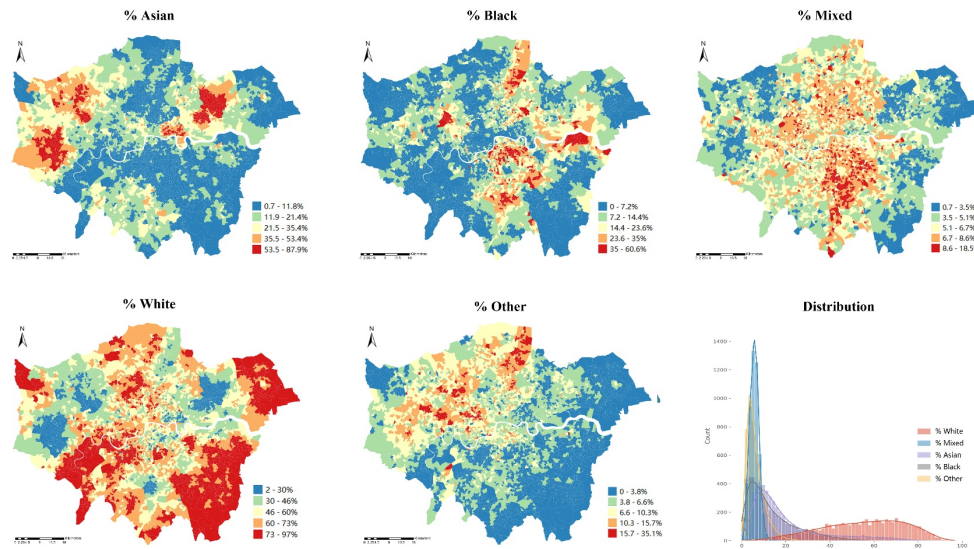 % Asian
N
0.7 - 11.8%
11.9 - 21.4%
21.5 - 35.4%
35.5 - 53.4%
53.5 - 87.9%
% Black
N
0 - 7.2%
7.2 - 14.4%
14.4 - 23.6%
23.6 - 35%
35 - 60.6%
% Mixed
N
0.7 - 3.5%
3.5 - 5.1%
5.1 - 6.7%
6.7 - 8.6%
8.6 - 18.5%
% White
N
2 - 30%
30 - 46%
46 - 60%
60 - 73%
73 - 97%
% Other
N
0 - 3.8%
3.8 - 6.6%
6.6 - 10.3%
10.3 - 15.7%
15.7 - 35.1%
Distribution
1400
1200
1000
800
600
400
200
0
Count
% White
% Mixed
% Asian
% Black
% Other
0 20 40 60 80 100